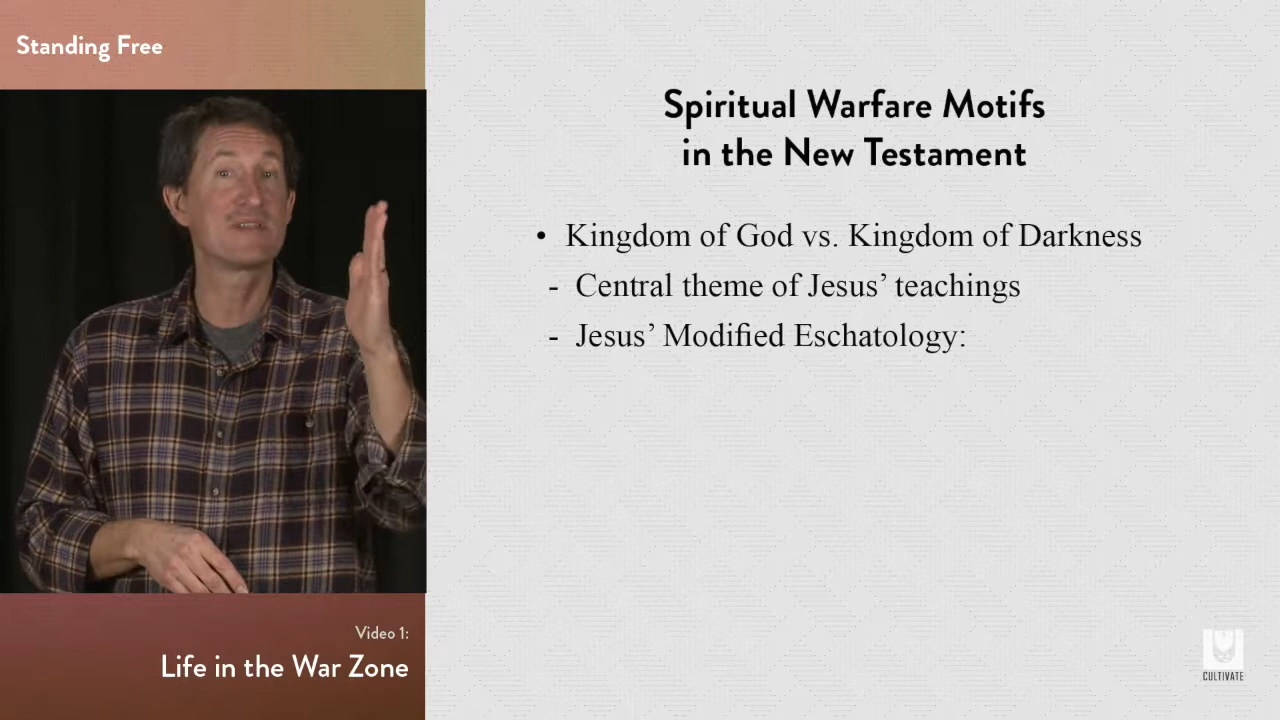 Standing Free
Spiritual Warfare Motifs
in the New Testament
• Kingdom of God vs. Kingdom of Darkness
- Central theme of Jesus’ teachings
- Jesus’ Modified Eschatology:
Video 1:
Life in the War Zone
CULTIVATE